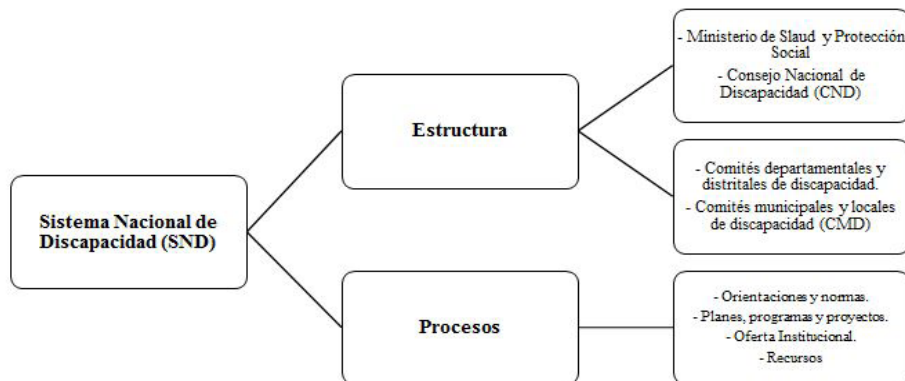 Sistema Nacional de
Discapacidad (SND)
Estructura
- Ministerio de Slaud y Protección
Social
- Consejo Nacional de
Discapacidad (CND)
- Comités departamentales y
distritales de discapacidad.
- Comités municipales y locales
de discapacidad (CMD)
Procesos
- Orientaciones y normas.
- Planes, programas y proyectos.
- Oferta Institucional.
- Recursos